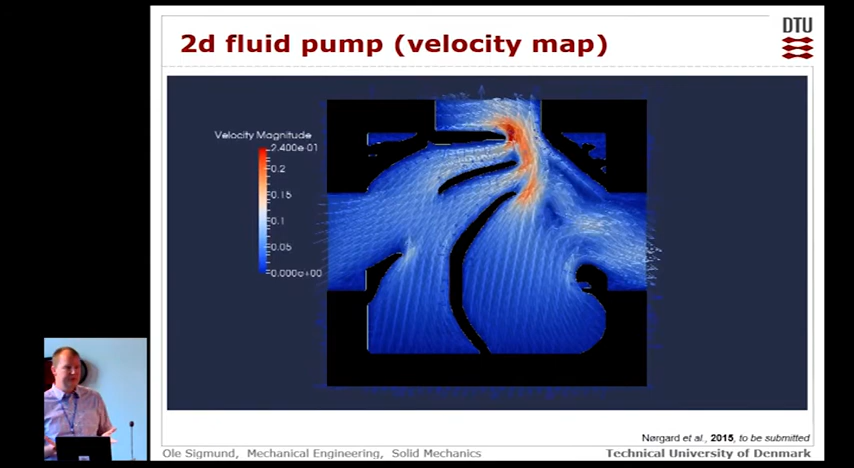 2d fluid pump (velocity map)
DTU
Velocity Magnitude
2.400e 01
0.2
0.15
0.1
0.05
0.000e+00
Nørgard et al., 2015, to be submitted
Ole Sigmund, Mechanical Engineering, Solid Mechanics
Technical University of Denmark